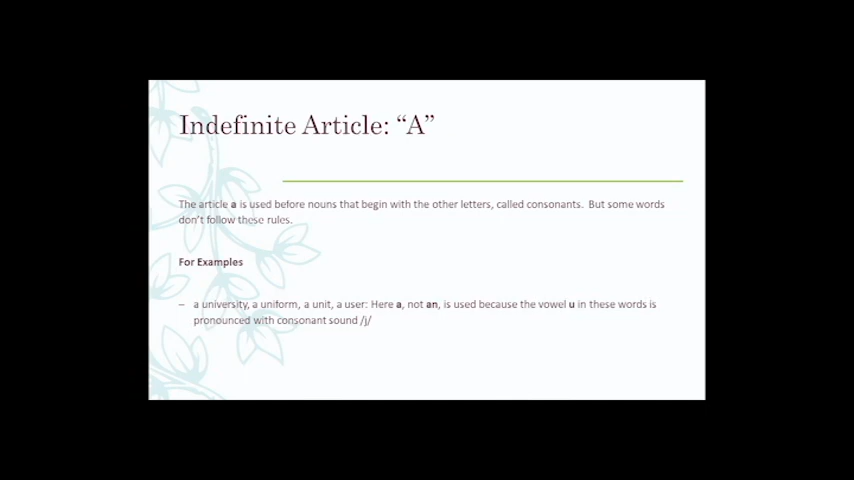 Indefinite Article: “A”
The article a is used before nouns that begin with the other letters, called consonants. But some words
don’t follow these rules.
For Examples
– a university, a uniform, a unit, a user: Here a, not an, is used because the vowel u in these words is
pronounced with consonant sound /j/